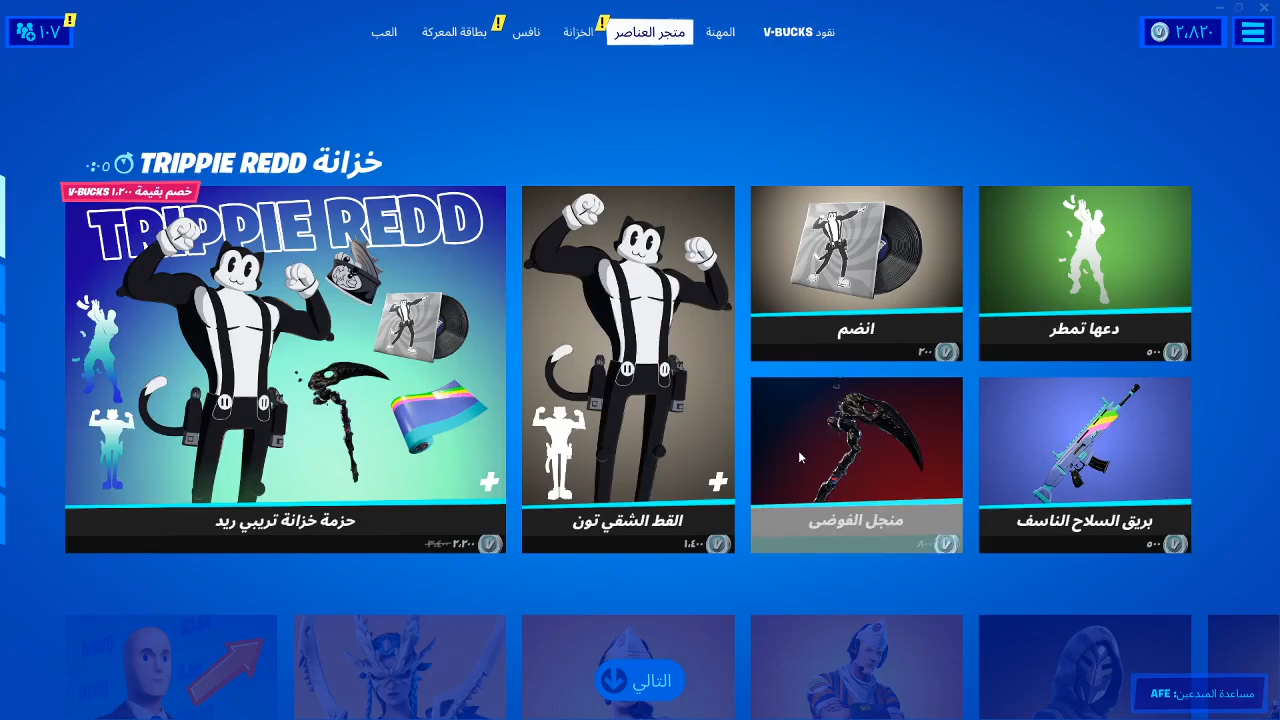 ١٠٧
!
العب
بطاقة المعركة
!
نافس
الخزانة
!
متجر العناصر
المهنة
نقود V-BUCKS
٢،٨٢٠
خزانة TRIPPIE REDD
خصم بقيمة ١،٢٠٠ V-BUCKS
TRIPPIE REDD
حزمة خزانة تريبي ريد
٢،٢٠٠ ٣،٤٠٠
القط الشقي تون
١،٤٠٠
انضم
٢٠٠
دعها تمطر
٥٠٠
منجل الفوضى
٨٠٠
بريق السلاح الناسف
٥٠٠
التالي
مساعدة المبدعين: AFE